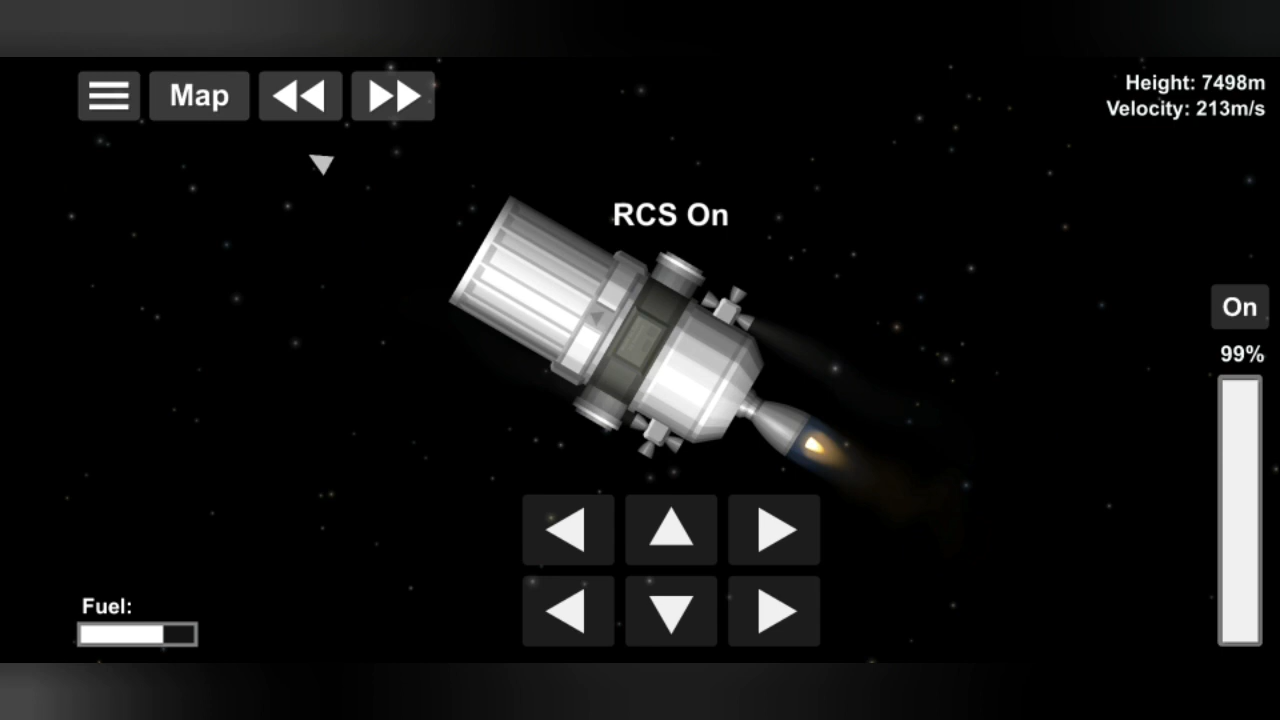 Map
Height: 7498m
Velocity: 213m/s
RCS On
On
99%
Fuel: